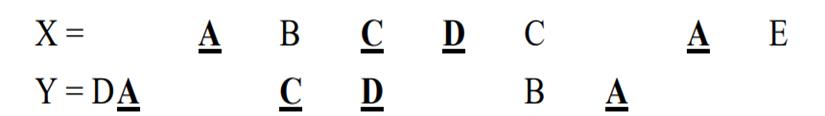 X = A B C D C A E
Y = DA C D B A